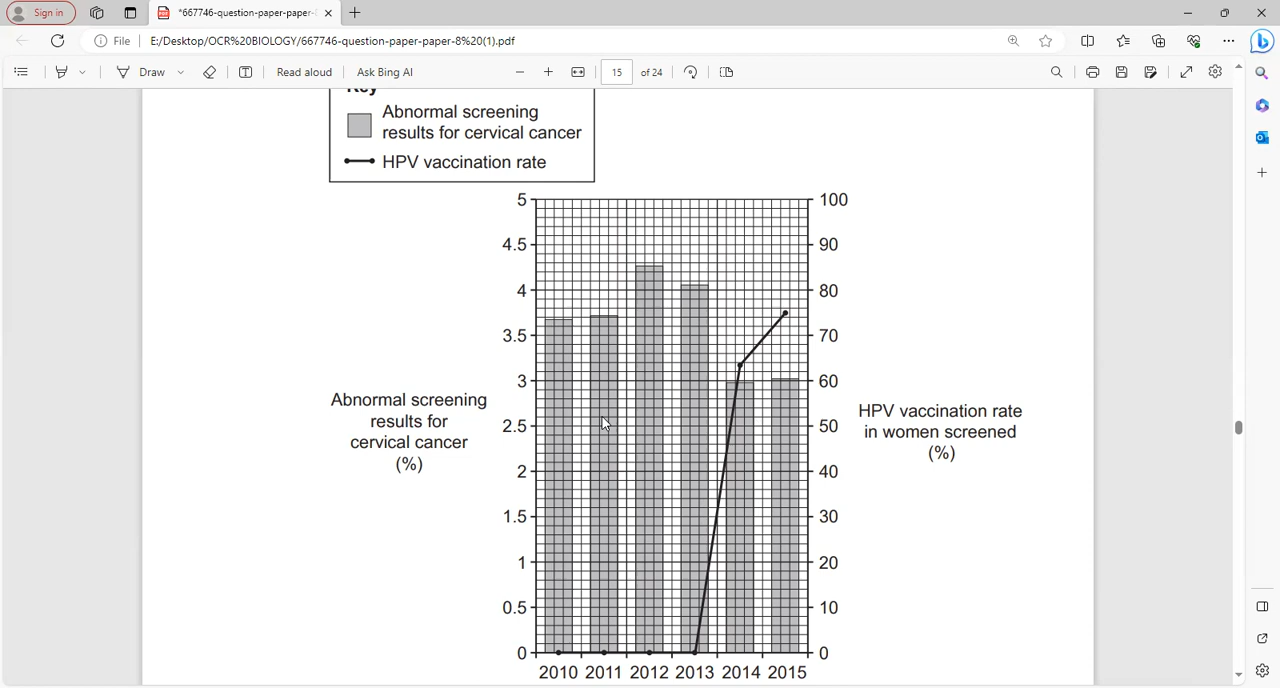 Sign in
*667746-question-paper-paper-8
File
E:/Desktop/OCR%20BIOLOGY/667746-question-paper-paper-8%20(1).pdf
Draw
Read aloud
Ask Bing AI
15
of 24
Key
Abnormal screening
results for cervical cancer
HPV vaccination rate
5
4.5
4
3.5
3
2.5
2
1.5
1
0.5
0
100
90
80
70
60
50
40
30
20
10
0
Abnormal screening
results for
cervical cancer
(%)
HPV vaccination rate
in women screened
(%)
2010 2011 2012 2013 2014 2015